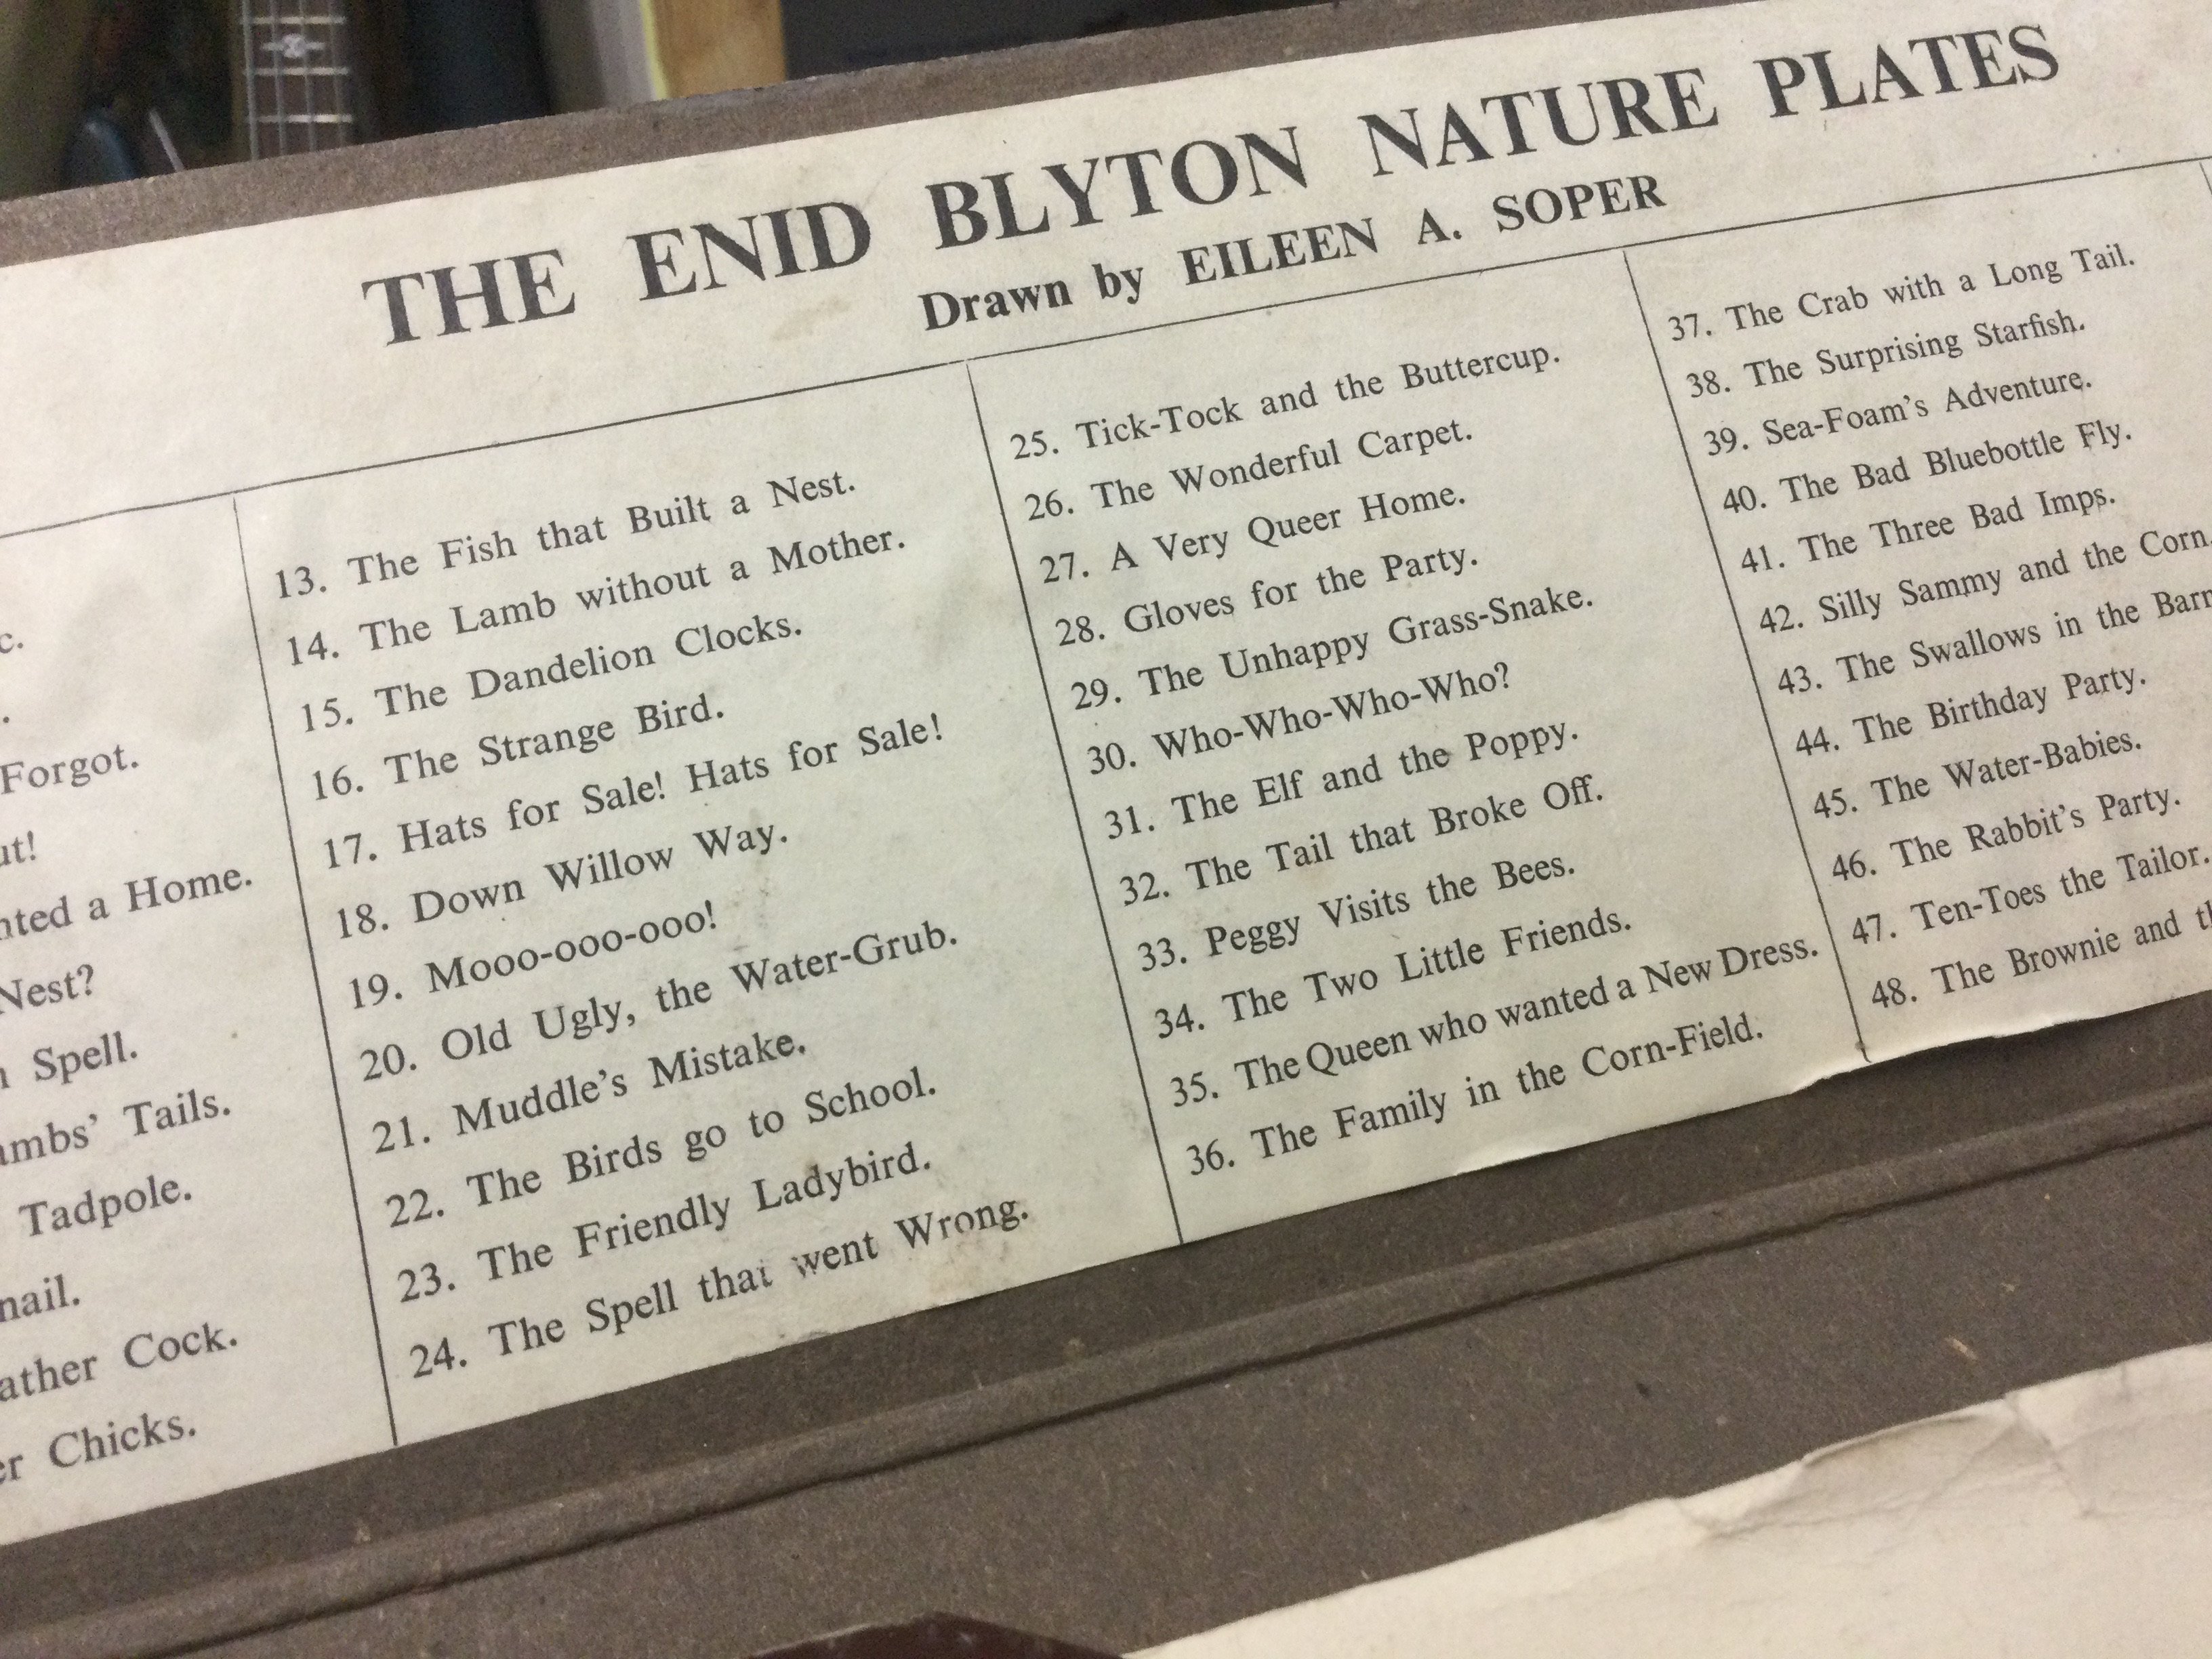 THE ENID BLYTON NATURE PLATES
Drawn by EILEEN A. SOPER
Forgot.
a Home.
Nest?
Spell.
Tails.
Tadpole.
Cock.
Chicks.
13. The Fish that Built a Nest.
14. The Lamb without a Mother.
15. The Dandelion Clocks.
16. The Strange Bird.
17. Hats for Sale! Hats for Sale!
18. Down Willow Way.
19. Mooo-ooo-ooo!
20. Old Ugly, the Water-Grub.
21. Muddle's Mistake.
22. The Birds go to School.
23. The Friendly Ladybird.
24. The Spell that went Wrong.
25. Tick-Tock and the Buttercup.
26. The Wonderful Carpet.
27. A Very Queer Home.
28. Gloves for the Party.
29. The Unhappy Grass-Snake.
30. Who-Who-Who-Who?
31. The Elf and the Poppy.
32. The Tail that Broke Off.
33. Peggy Visits the Bees.
34. The Two Little Friends.
35. The Queen who wanted a New Dress.
36. The Family in the Corn-Field.
37. The Crab with a Long Tail.
38. The Surprising Starfish.
39. Sea-Foam's Adventure.
40. The Bad Bluebottle Fly.
41. The Three Bad Imps.
42. Silly Sammy and the Corn.
43. The Swallows in the Barn
44. The Birthday Party.
45. The Water-Babies.
46. The Rabbit's Party.
47. Ten-Toes the Tailor.
48. The Brownie and